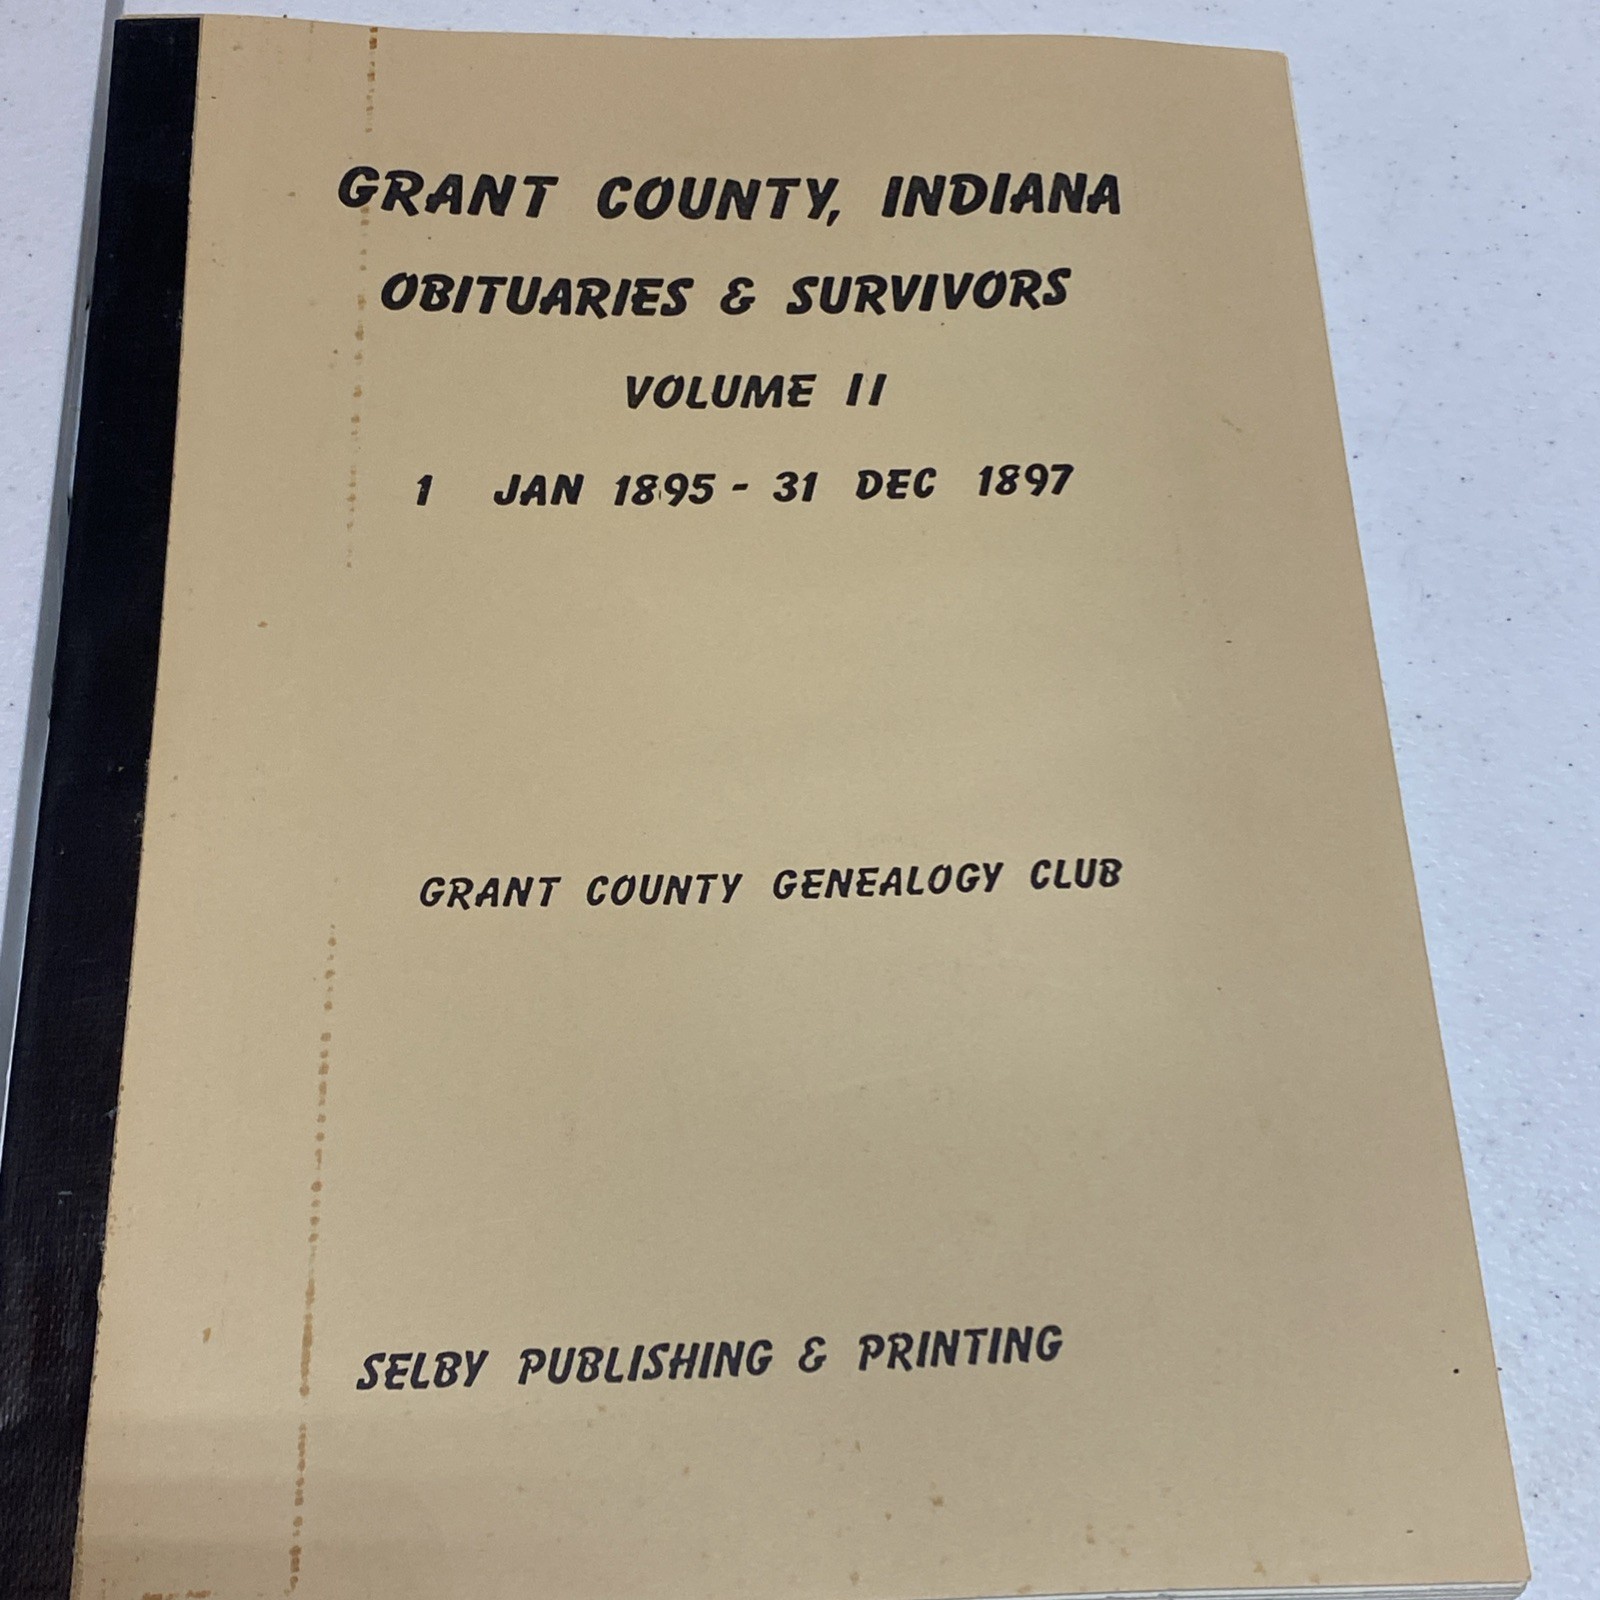 GRANT COUNTY, INDIANA
OBITUARIES & SURVIVORS
VOLUME II
1 JAN 1895 - 31 DEC 1897
GRANT COUNTY GENEALOGY CLUB
SELBY PUBLISHING & PRINTING